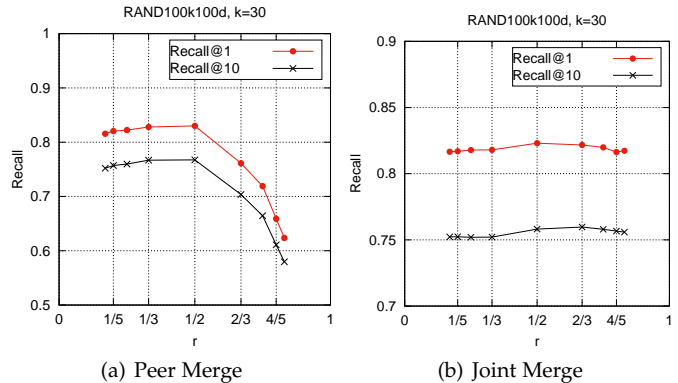 RAND100k100d, k=30
Recall@1
Recall@10
1
0.9
0.8
0.7
0.6
0.5
Recall
0 1/5 1/3 1/2 2/3 4/5 1
r
(a) Peer Merge
RAND100k100d, k=30
Recall@1
Recall@10
0.9
0.85
0.8
0.75
0.7
Recall
0 1/5 1/3 1/2 2/3 4/5 1
r
(b) Joint Merge